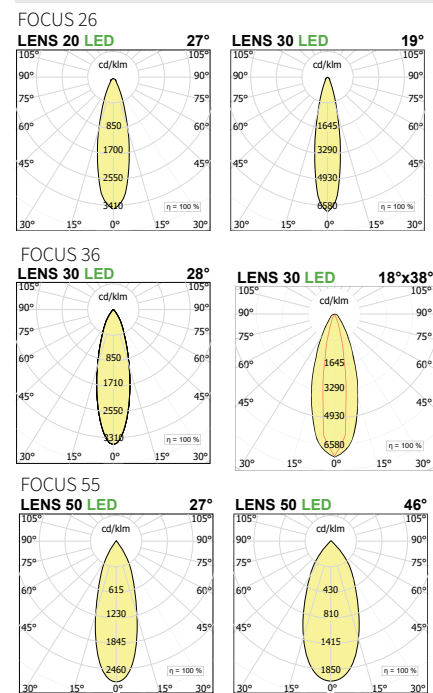 FOCUS 26
LENS 20 LED 27° LENS 30 LED 19°
105° 105° 105° 105°
cd/klm cd/klm
90° 90° 90° 90°
75° 75° 75° 75°
850 1645
60° 60° 60° 60°
1700 3290
45° 45° 45° 45°
2550 4930
3410 η = 100 % 6580 η = 100 %
30° 15° 0° 15° 30° 30° 15° 0° 15° 30°
FOCUS 36
LENS 30 LED 28° LENS 30 LED 18°x38°
105° 105° 105° 105°
cd/klm cd/klm
90° 90° 90° 90°
75° 75° 75° 75°
850 1645
60° 60° 60° 60°
1710 3290
45° 45° 45° 45°
2550 4930
3310 η = 100 % 6580 η = 100 %
30° 15° 0° 15° 30° 30° 15° 0° 15° 30°
FOCUS 55
LENS 50 LED 27° LENS 50 LED 46°
105° 105° 105° 105°
cd/klm cd/klm
90° 90° 90° 90°
75° 75° 75° 75°
615 430
60° 60° 60° 60°
1230 810
45° 45° 45° 45°
1845 1415
2460 η = 100 % 1850 η = 100 %
30° 15° 0° 15° 30° 30° 15° 0° 15° 30°